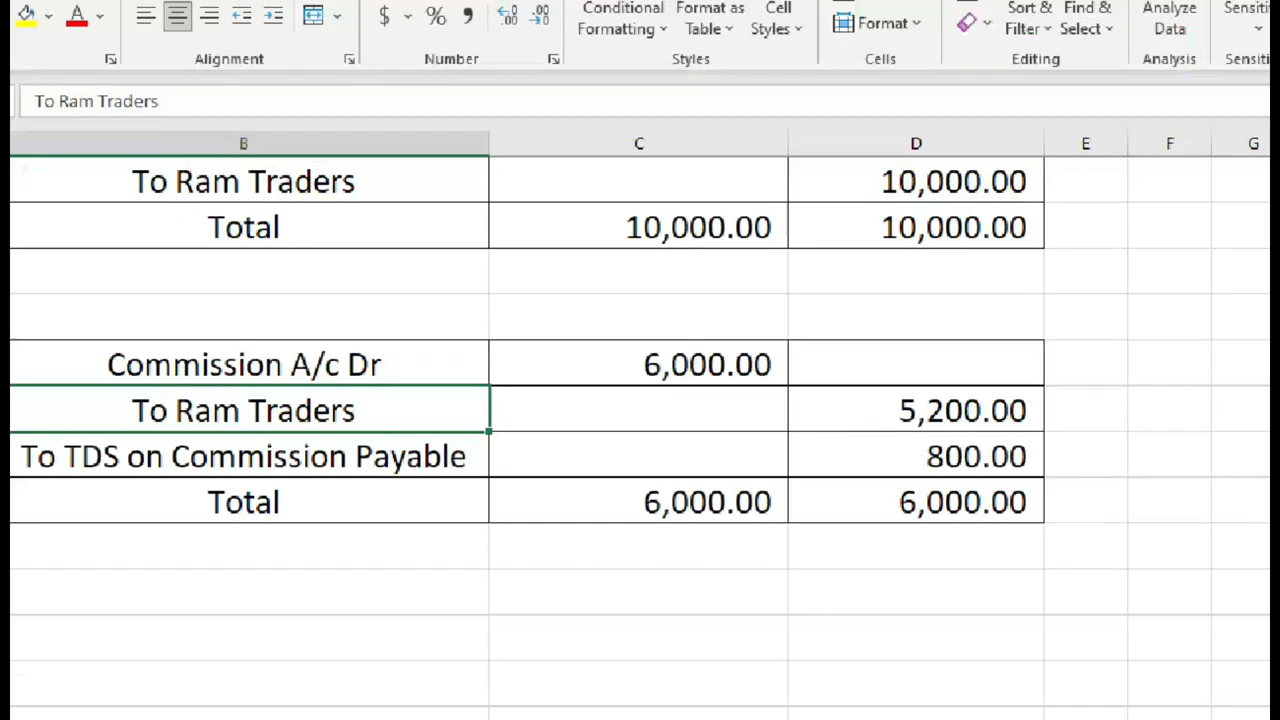 Conditional Format as Cell Sort & Find & Analyze Sensiti
$ % Formatting Table Styles Format Filter Select Data
Alignment Number Styles Cells Editing Analysis Sensiti
To Ram Traders
B C D E F G
To Ram Traders 10,000.00
Total 10,000.00 10,000.00
Commission A/c Dr 6,000.00
To Ram Traders 5,200.00
To TDS on Commission Payable 800.00
Total 6,000.00 6,000.00